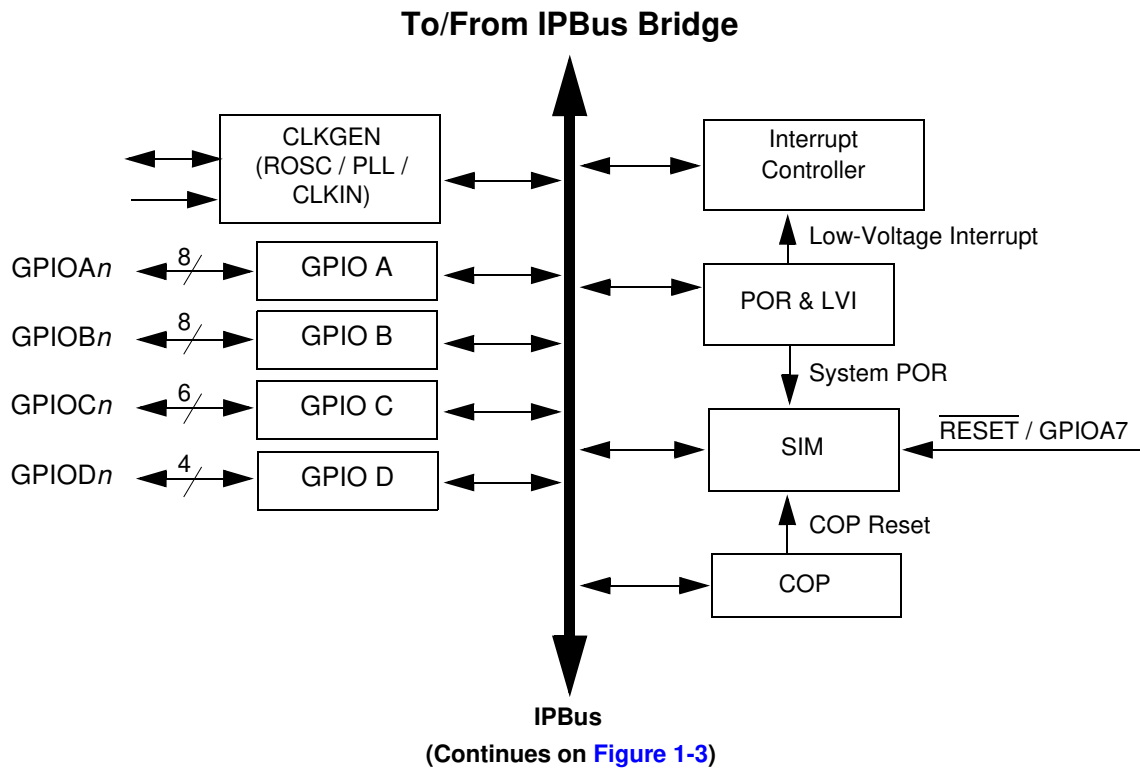 To/From IPBus Bridge
CLKGEN
(ROSC / PLL /
CLKIN)
GPIOAn
8
GPIO A
GPIOBn
8
GPIO B
GPIOCn
6
GPIO C
GPIODn
4
GPIO D
Interrupt
Controller
Low-Voltage Interrupt
POR & LVI
System POR
SIM
RESET / GPIOA7
COP Reset
COP
IPBus
(Continues on Figure 1-3)